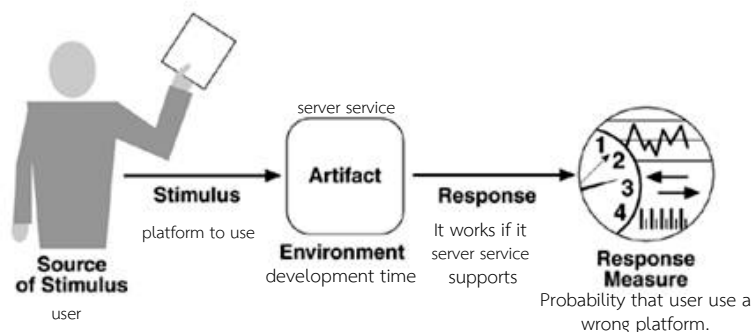 server service
Artifact
Stimulus
platform to use
Response
It works if it
server service
supports
Environment
development time
1
2
3
4
Source
of Stimulus
user
Response
Measure
Probability that user use a
wrong platform.